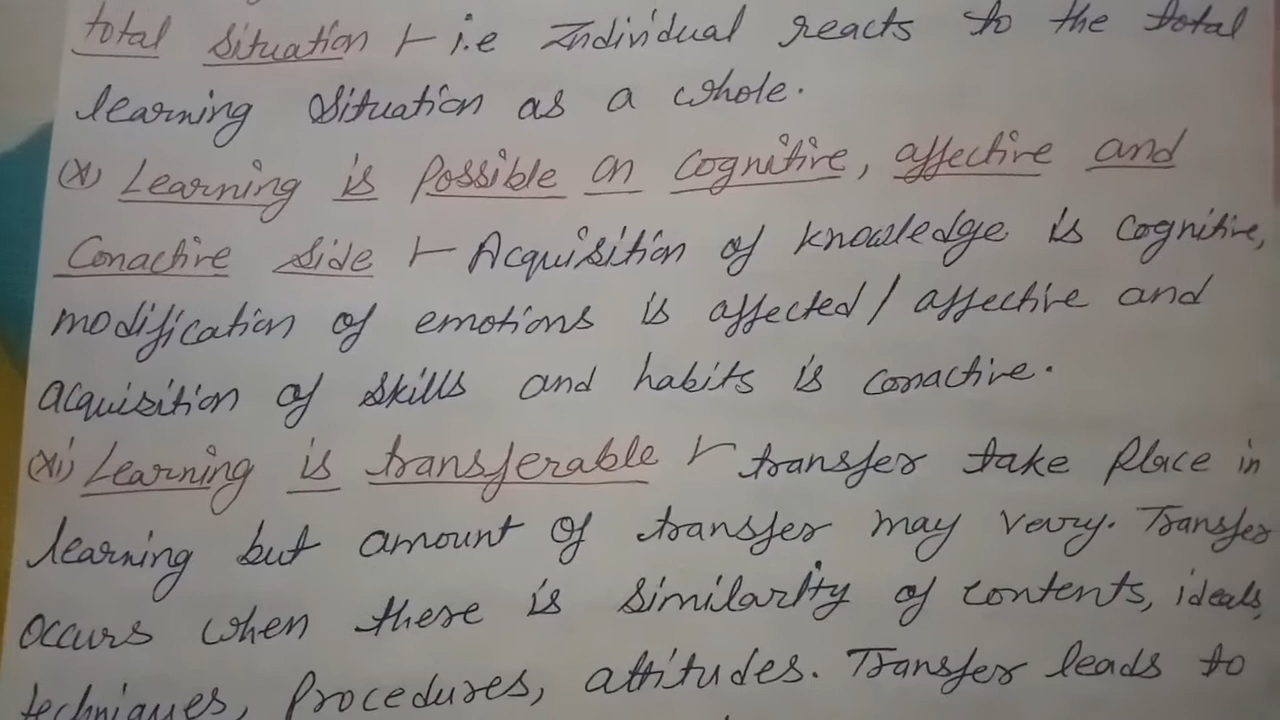 total situation :- i.e Individual reacts to the total
learning situation as a whole.
(x) Learning is Possible on Cognitive, affective and
Conactive side :- Acquisition of knowledge is Cognitive,
modification of emotions is affected/affective and
acquisition of skills and habits is conactive.
(xi) Learning is transferable :- transfer take Place in
learning but amount of transfer may very. Transfer
occurs when there is similarity of contents, ideals,
techniques, Procedures, attitudes. Transfer leads to